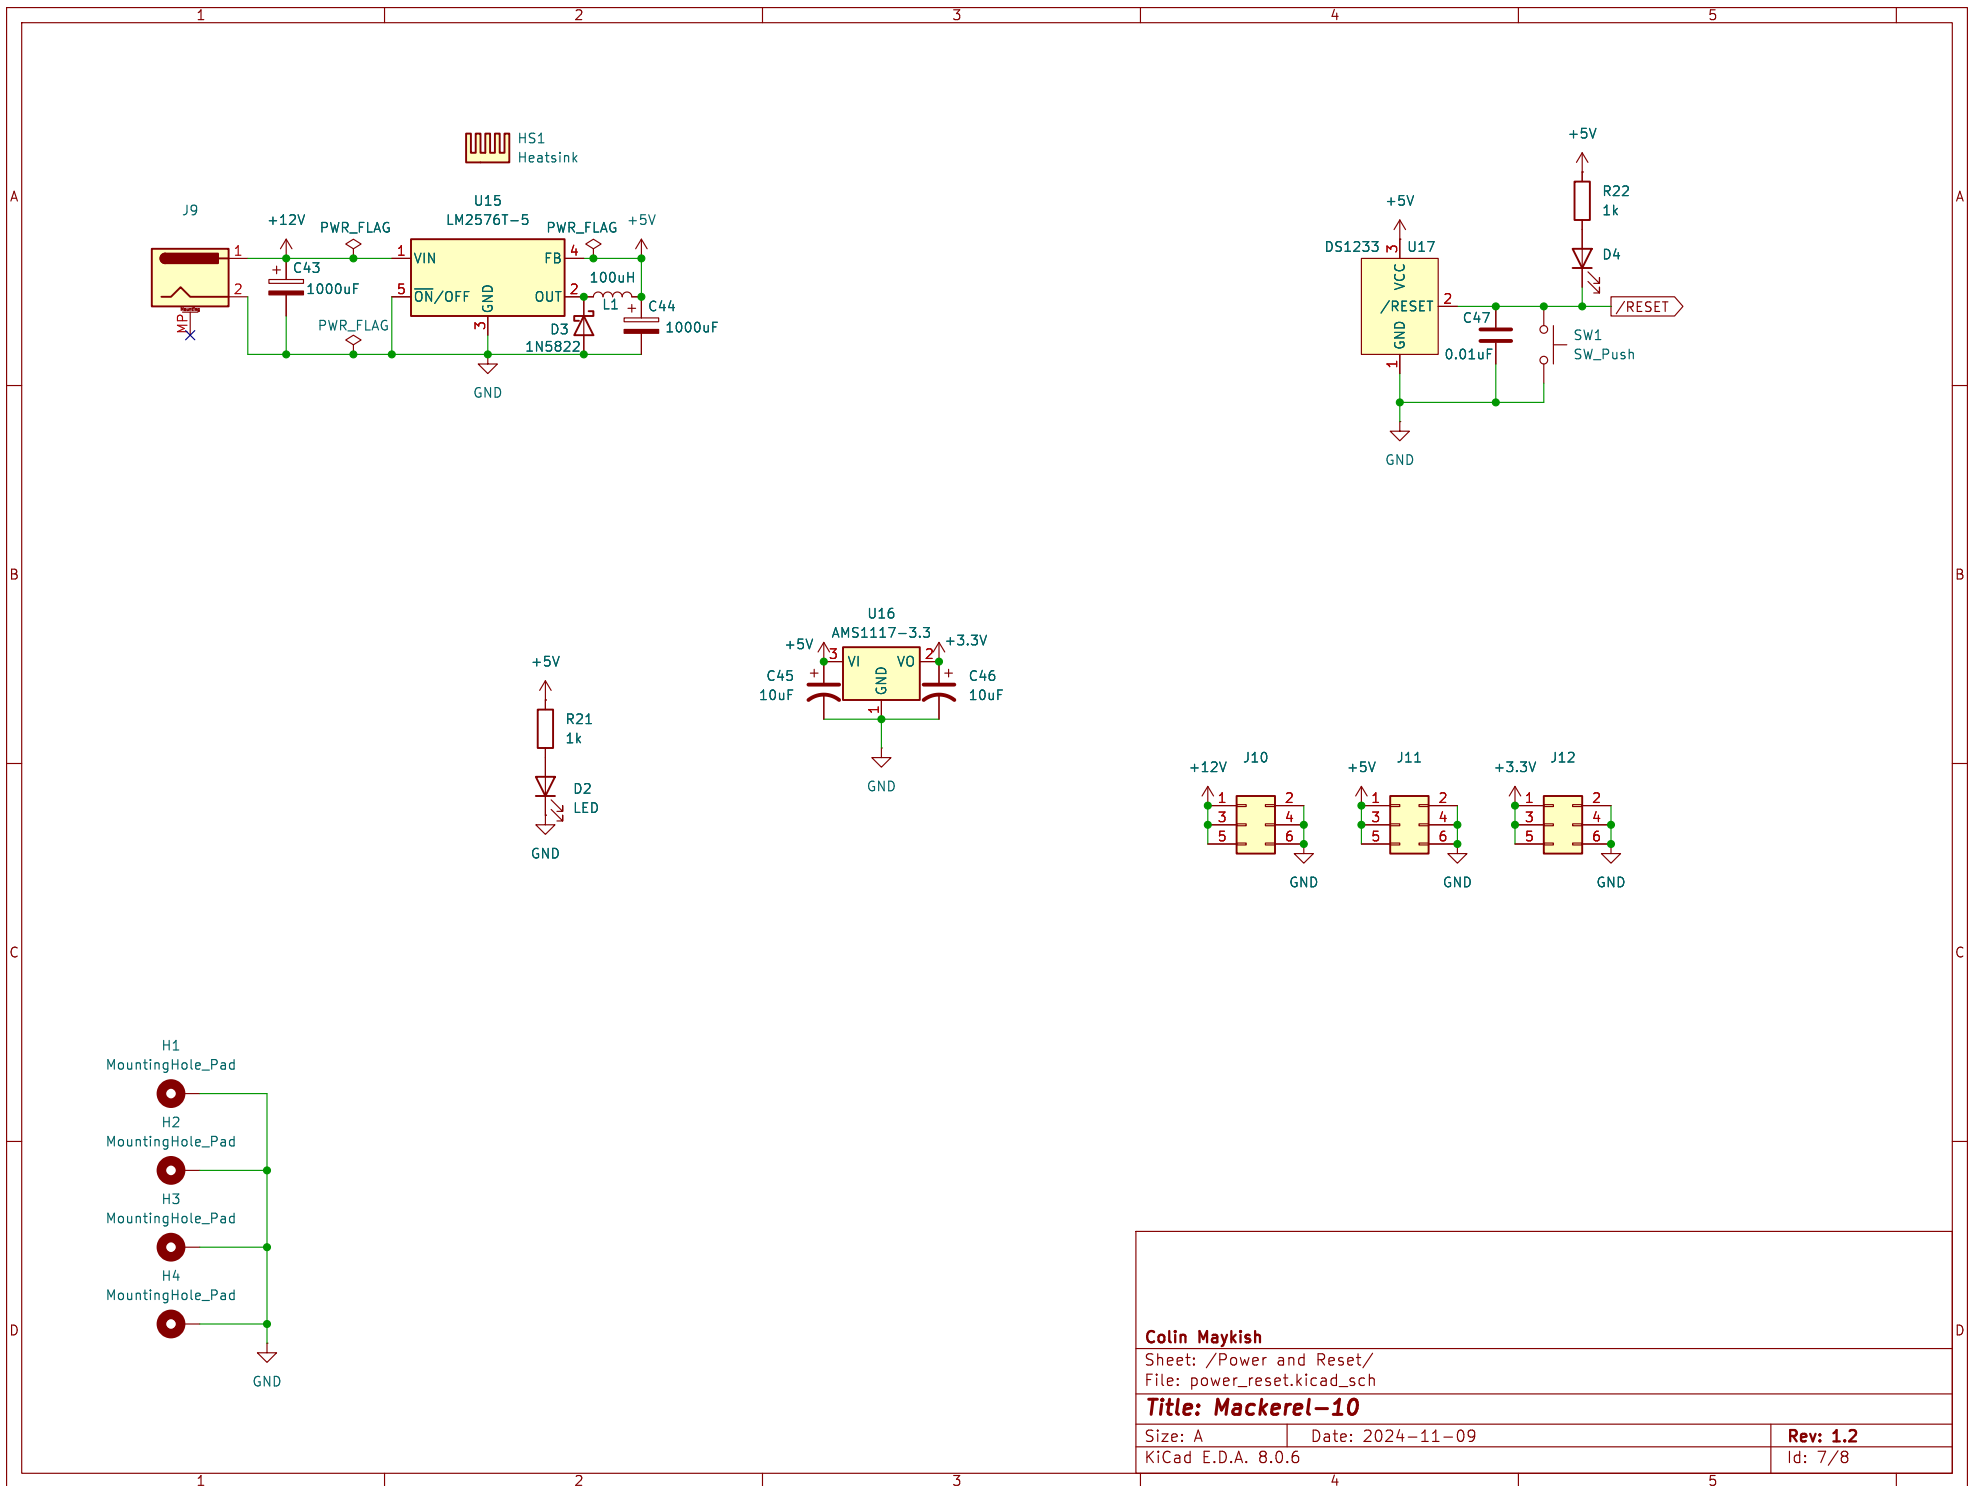 1 2 3 4 5
A
HS1
Heatsink
U15
LM2576T-5
J9
+12V
PWR_FLAG
PWR_FLAG
+5V
1
2
MP
Mounting
C43
+
1000uF
1
VIN
FB
4
5
ON/OFF
OUT
2
GND
3
100uH
L1
C44
+
1000uF
PWR_FLAG
D3
1N5822
GND
+5V
R22
1k
+5V
DS1233
U17
3
VCC
D4
/RESET
2
/RESET
GND
1
C47
0.01uF
SW1
SW_Push
GND
A
B
U16
AMS1117-3.3
+5V
+3.3V
3
VI
VO
2
GND
1
C45
10uF
+
+
C46
10uF
GND
+5V
R21
1k
D2
LED
GND
B
J10
+12V
1 2
3 4
5 6
GND
J11
+5V
1 2
3 4
5 6
GND
J12
+3.3V
1 2
3 4
5 6
GND
C
C
H1
MountingHole_Pad
H2
MountingHole_Pad
H3
MountingHole_Pad
H4
MountingHole_Pad
GND
D
D
Colin Maykish
Sheet: /Power and Reset/
File: power_reset.kicad_sch
Title: Mackerel-10
Size: A
Date: 2024-11-09
Rev: 1.2
KiCad E.D.A. 8.0.6
Id: 7/8
1 2 3 4 5